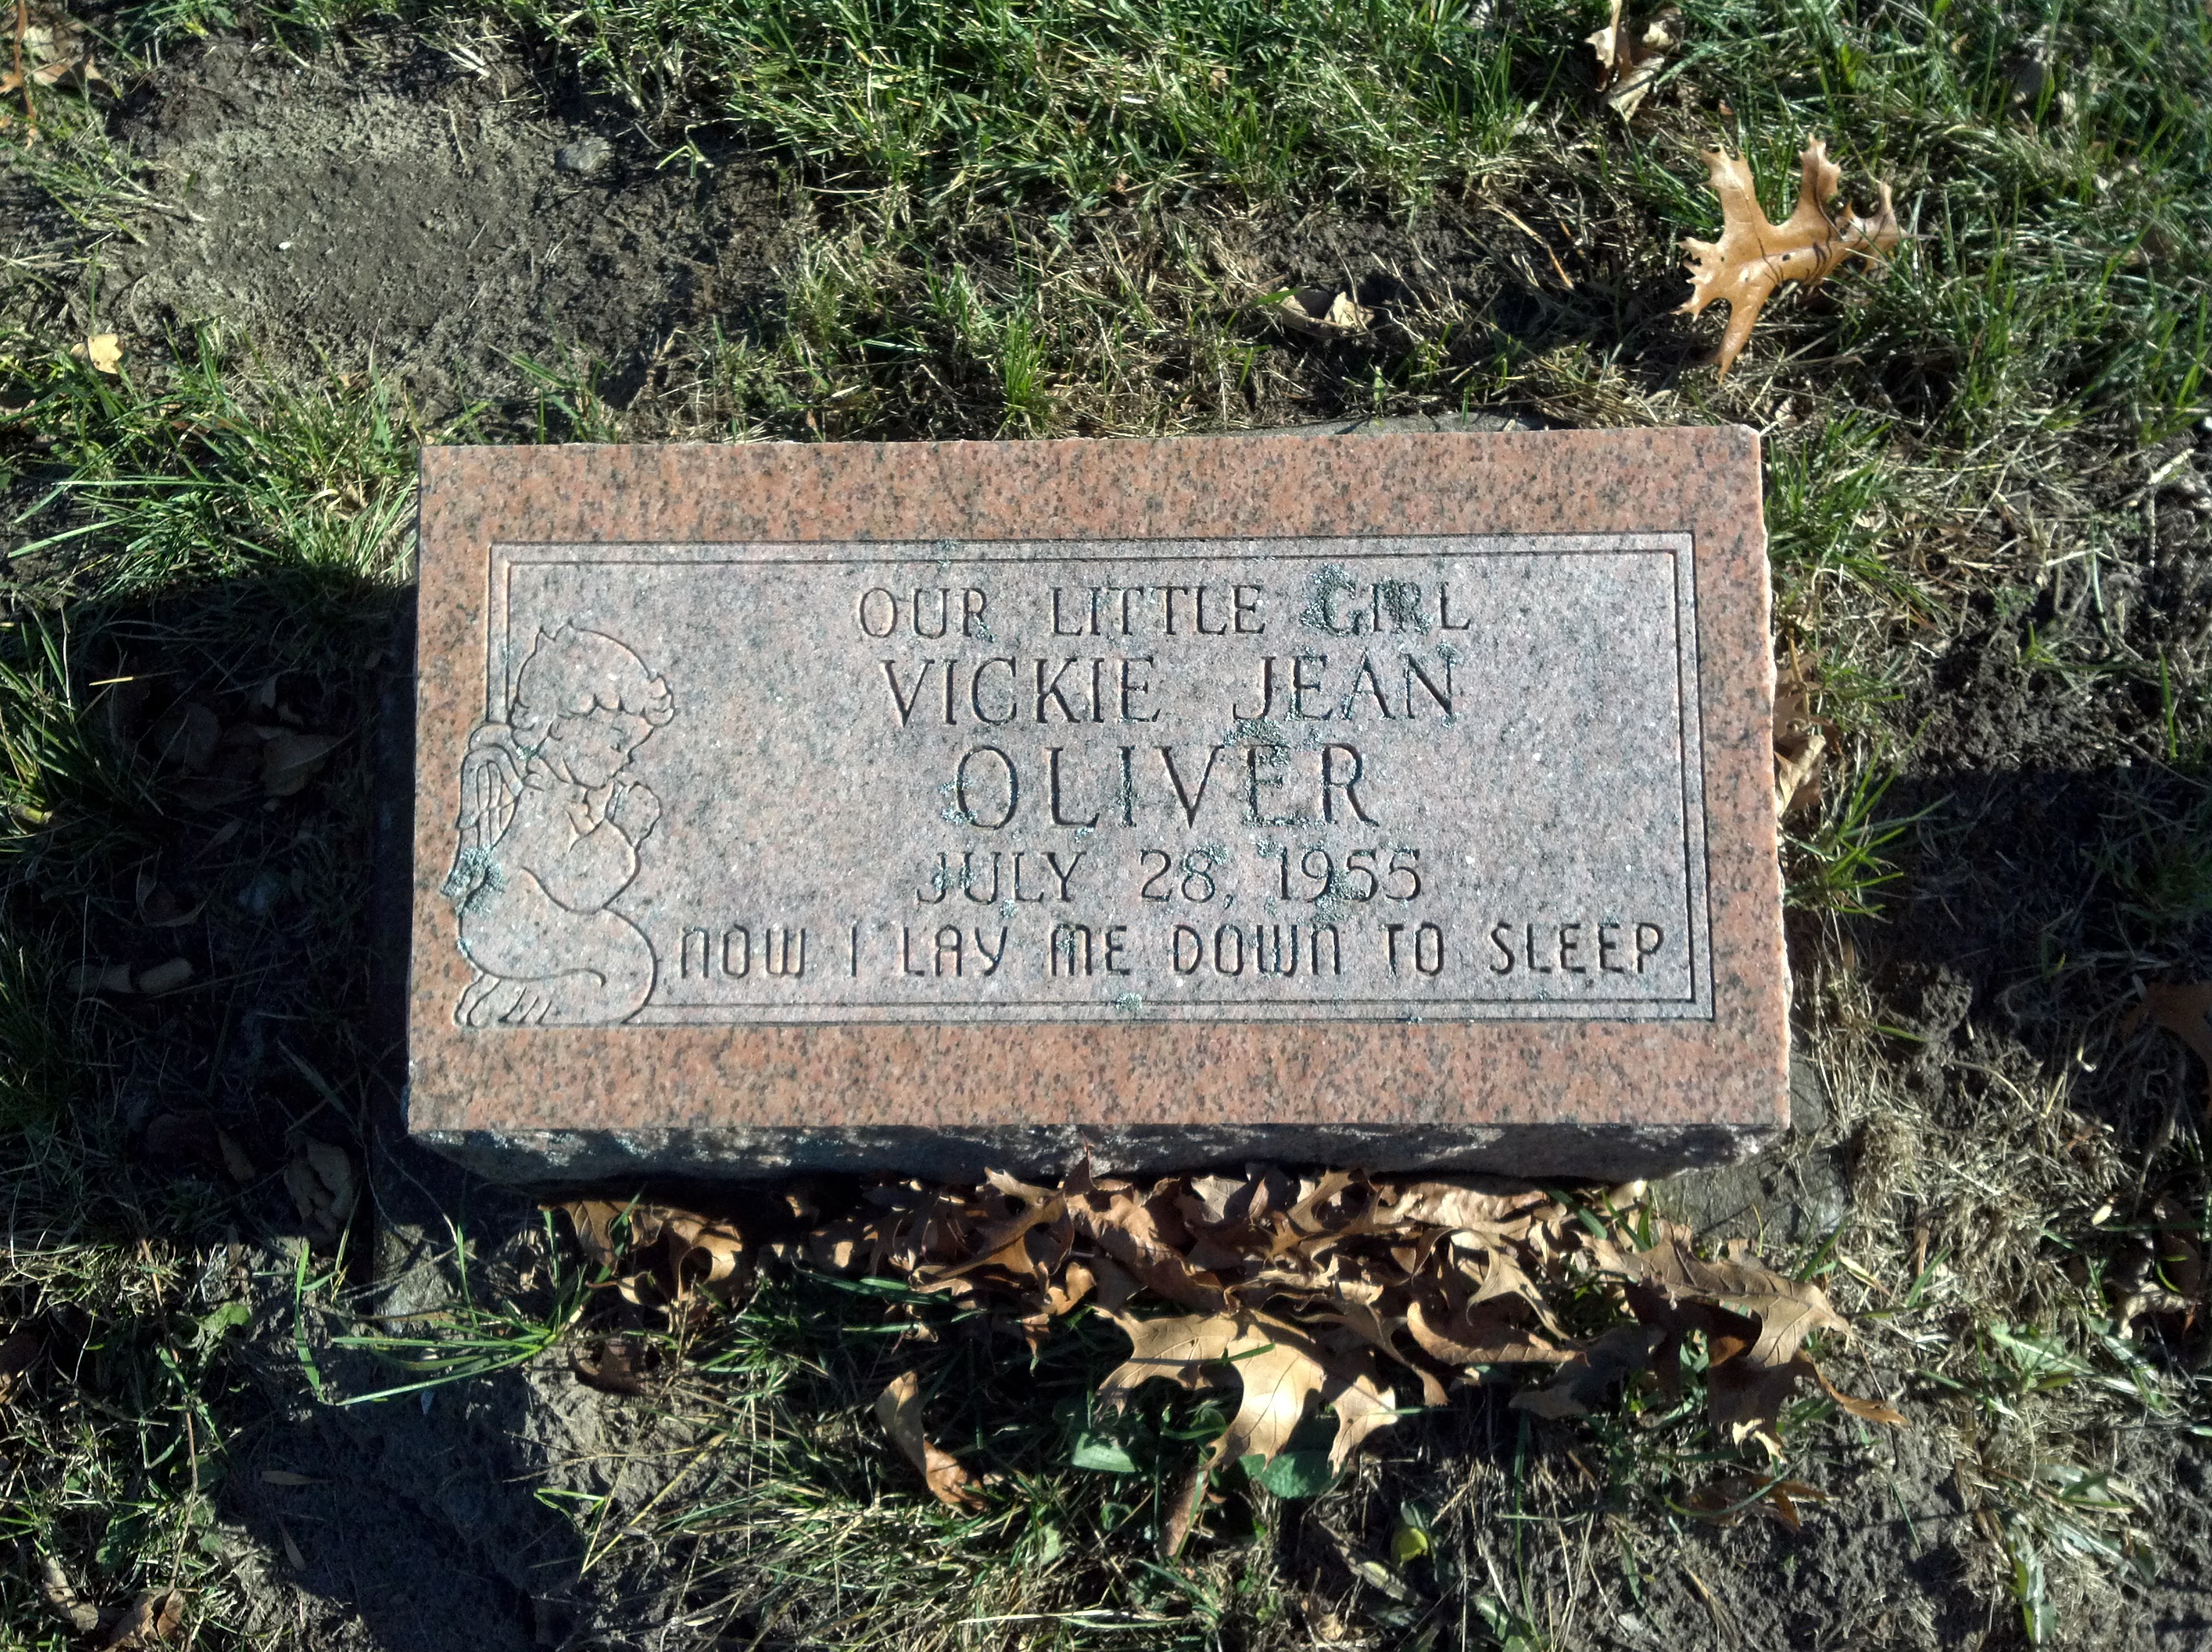 OUR LITTLE GIRL
VICKIE JEAN
OLIVER
JULY 28, 1955
NOW I LAY ME DOWN TO SLEEP